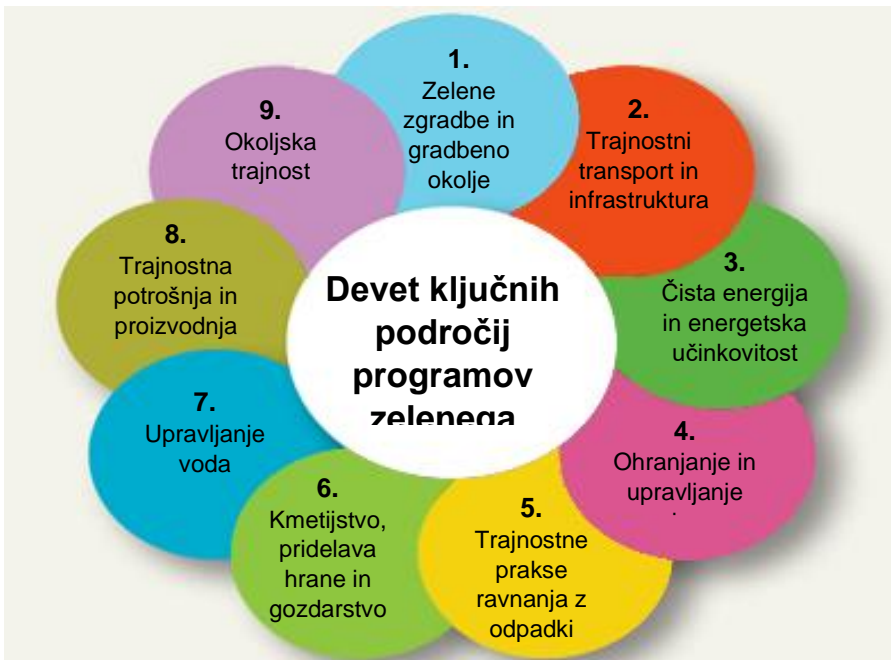 Devet ključnih
področij
programov
zelenega
1.
Zelene
zgradbe in
gradbeno
okolje
2.
Trajnostni
transport in
infrastruktura
3.
Čista energija
in energetska
učinkovitost
4.
Ohranjanje in
upravljanje
5.
Trajnostne
prakse
ravnanja z
odpadki
6.
Kmetijstvo,
pridelava
hrane in
gozdarstvo
7.
Upravljanje
voda
8.
Trajnostna
potrošnja in
proizvodnja
9.
Okoljska
trajnost